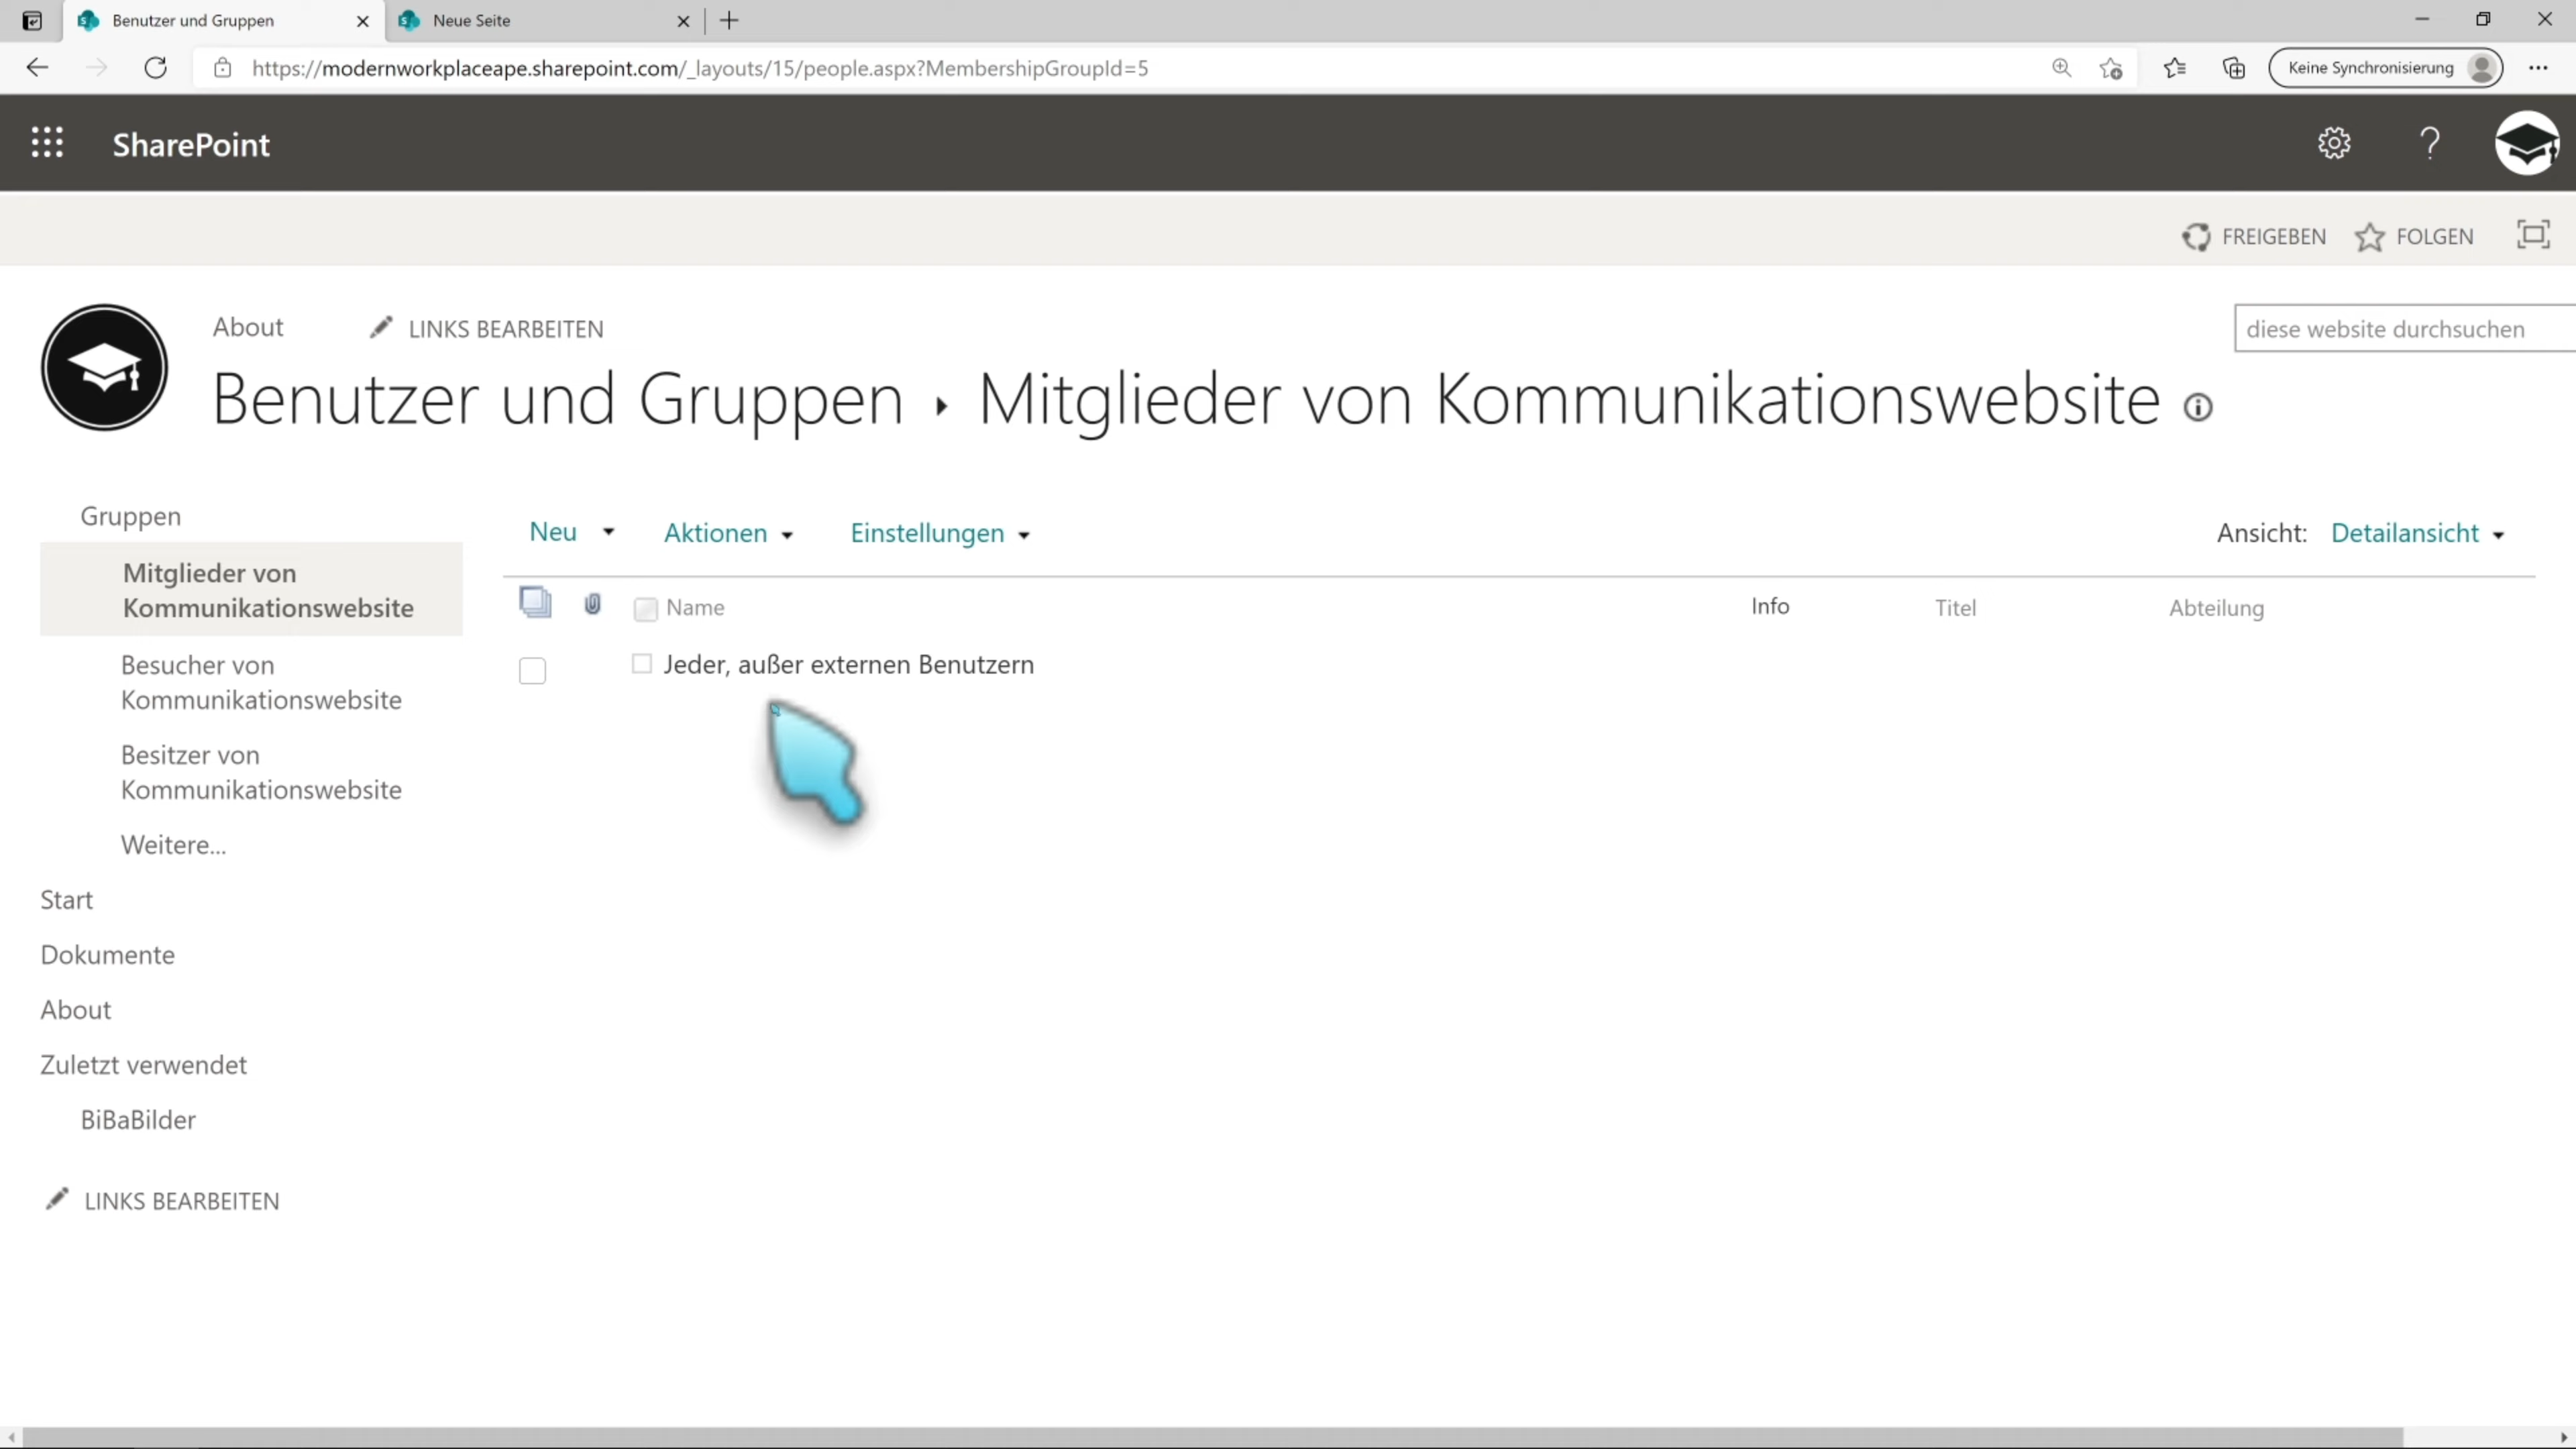 Benutzer und Gruppen
Neue Seite
https://modernworkplaceape.sharepoint.com/_layouts/15/people.aspx?MembershipGroupId=5
Keine Synchronisierung
SharePoint
FREIGEBEN
FOLGEN
About
LINKS BEARBEITEN
diese website durchsuchen
Benutzer und Gruppen ▸ Mitglieder von Kommunikationswebsite
Gruppen
Mitglieder von
Kommunikationswebsite
Besucher von
Kommunikationswebsite
Besitzer von
Kommunikationswebsite
Weitere...
Start
Dokumente
About
Zuletzt verwendet
BiBaBilder
LINKS BEARBEITEN
Neu
Aktionen
Einstellungen
Ansicht: Detailansicht
Name
Info
Titel
Abteilung
Jeder, außer externen Benutzern